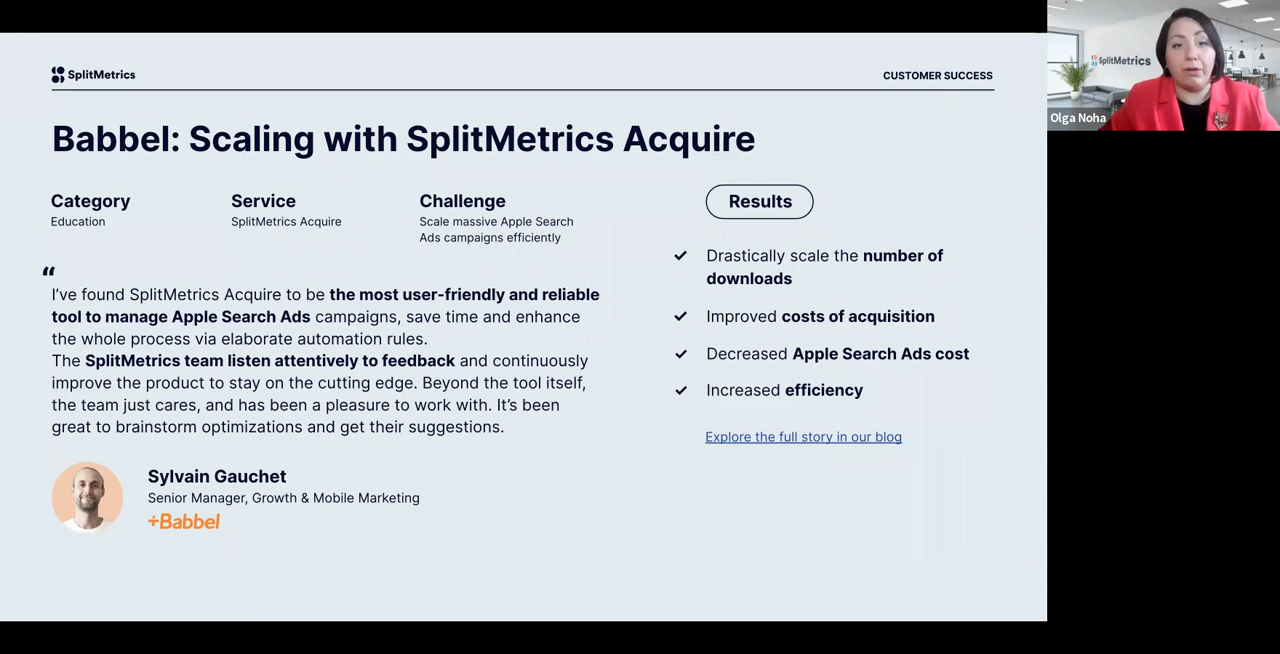 SplitMetrics
CUSTOMER SUCCESS
Babbel: Scaling with SplitMetrics Acquire
Category
Education
Service
SplitMetrics Acquire
Challenge
Scale massive Apple Search
Ads campaigns efficiently
“
I’ve found SplitMetrics Acquire to be the most user-friendly and reliable
tool to manage Apple Search Ads campaigns, save time and enhance
the whole process via elaborate automation rules.
The SplitMetrics team listen attentively to feedback and continuously
improve the product to stay on the cutting edge. Beyond the tool itself,
the team just cares, and has been a pleasure to work with. It’s been
great to brainstorm optimizations and get their suggestions.
Sylvain Gauchet
Senior Manager, Growth & Mobile Marketing
+Babbel
Results
Drastically scale the number of
downloads
Improved costs of acquisition
Decreased Apple Search Ads cost
Increased efficiency
Explore the full story in our blog
SplitMetrics
Olga Noha